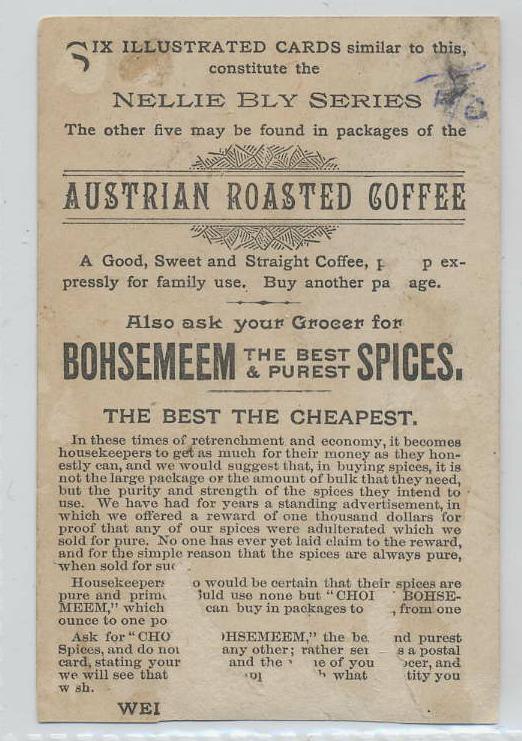 SIX ILLUSTRATED CARDS similar to this,
constitute the
NELLIE BLY SERIES
The other five may be found in packages of the
AUSTRIAN ROASTED COFFEE
A Good, Sweet and Straight Coffee, p p ex-
pressly for family use. Buy another pa age.
Also ask your Grocer for
BOHSEMEEM THE BEST & PUREST SPICES.
THE BEST THE CHEAPEST.
In these times of retrenchment and economy, it becomes
housekeepers to get as much for their money as they hon-
estly can, and we would suggest that, in buying spices, it is
not the large package or the amount of bulk that they need,
but the purity and strength of the spices they intend to
use. We have had for years a standing advertisement, in
which we offered a reward of one thousand dollars for
proof that any of our spices were adulterated which we
sold for pure. No one has ever yet laid claim to the reward,
and for the simple reason that the spices are always pure,
when sold for suc .
Housekeepers o would be certain that their spices are
pure and prime uld use none but "CHOI BOHSE-
MEEM," which can buy in packages to , from one
ounce to one po
Ask for "CHO OHSEMEEM," the be nd purest
Spices, and do not any other; rather sen s a postal
card, stating your and the me of you ocer, and
we will see that what tity you
w sh.
WEI